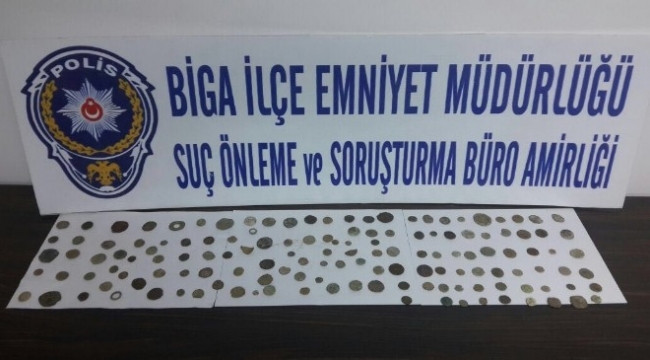 POLİS
BİGA İLÇE EMNİYET MÜDÜRLÜĞÜ
SUÇ ÖNLEME ve SORUŞTURMA BÜRO AMİRLİĞİ